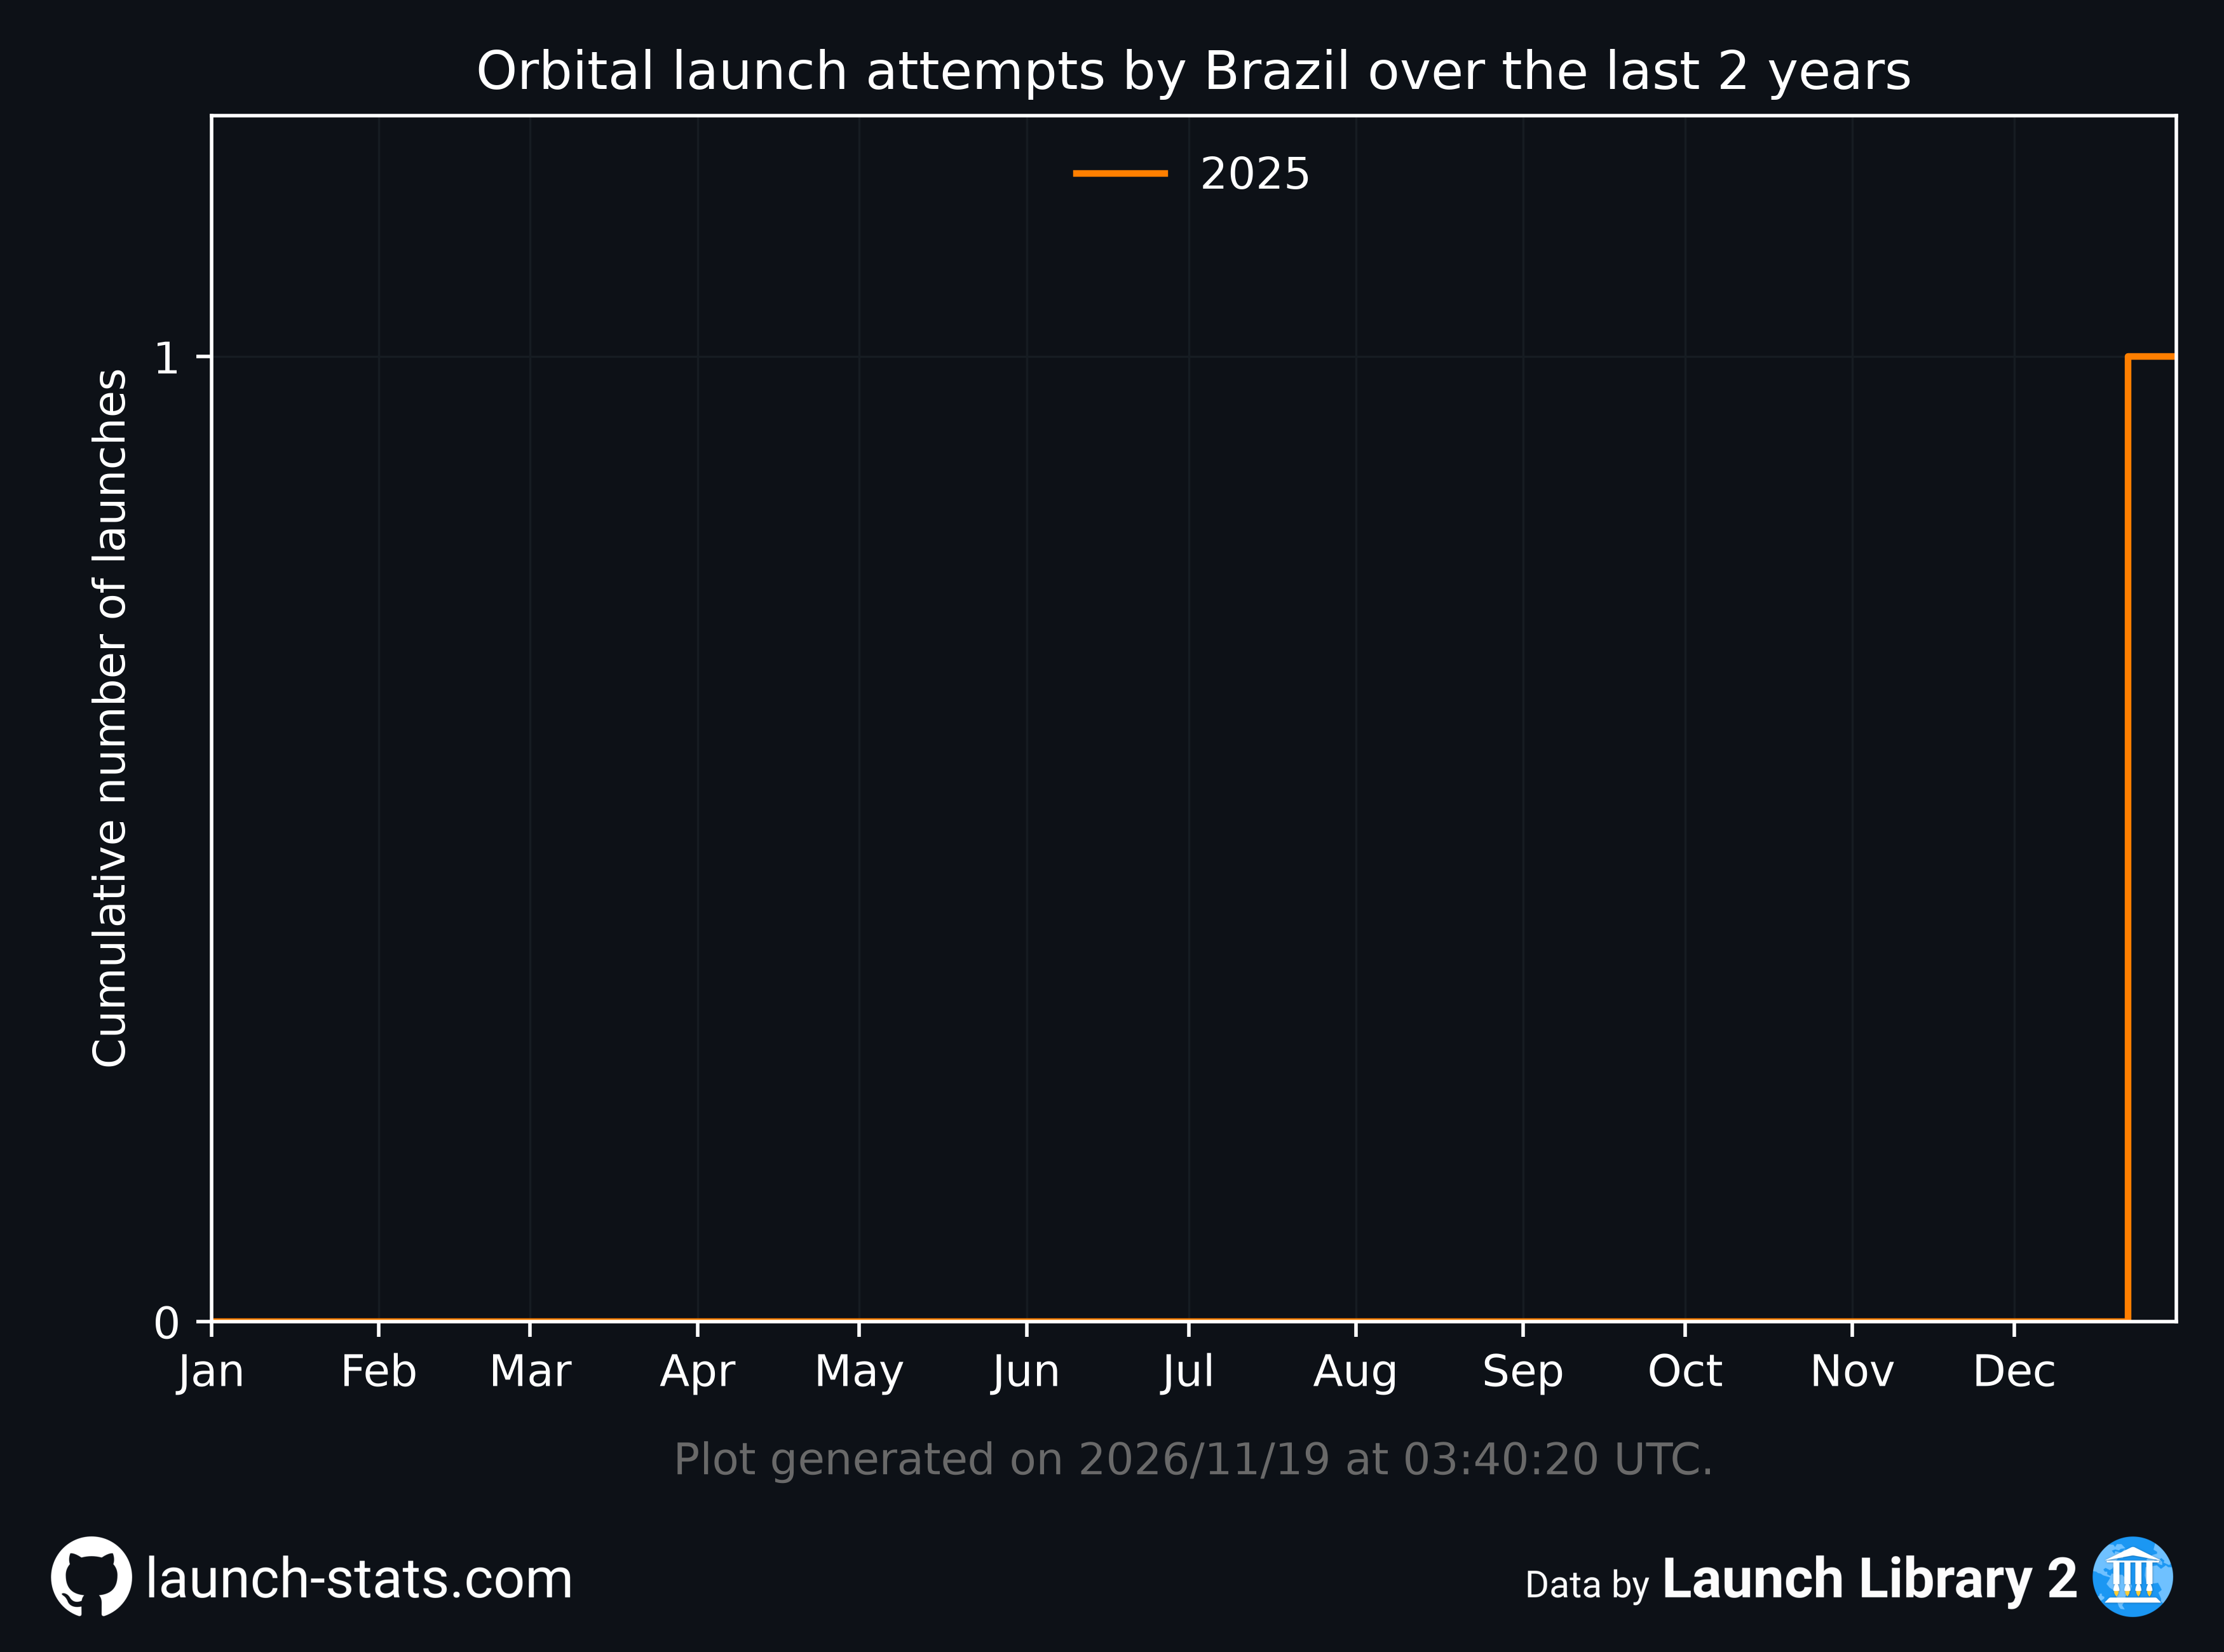 Orbital launch attempts by Brazil over the last 2 years
2025
Cumulative number of launches
1
0
Jan Feb Mar Apr May Jun Jul Aug Sep Oct Nov Dec
Plot generated on 2026/11/19 at 03:40:20 UTC.
launch-stats.com
Data by Launch Library 2